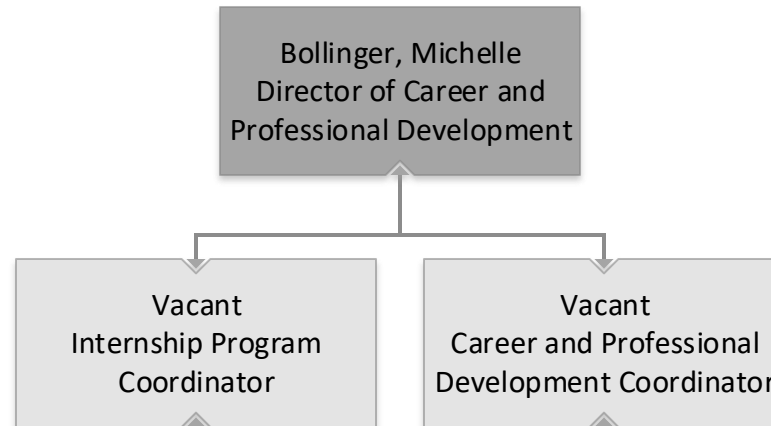 Bollinger, Michelle
Director of Career and
Professional Development
Vacant
Internship Program
Coordinator
Vacant
Career and Professional
Development Coordinator